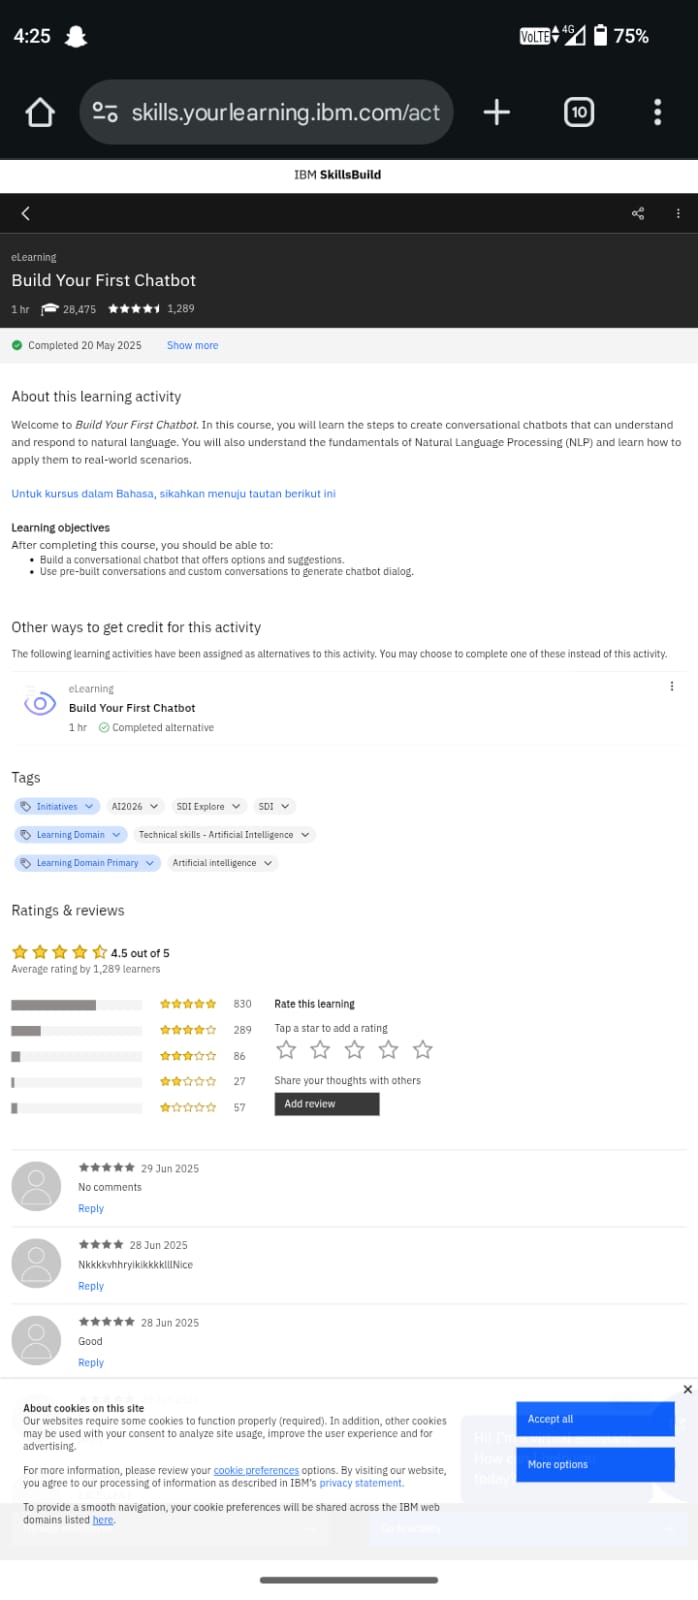 4:25
VoLTE 4G 75%
skills.yourlearning.ibm.com/act
10
IBM SkillsBuild
eLearning
Build Your First Chatbot
1 hr 28,475 1,289
Completed 20 May 2025 Show more
About this learning activity
Welcome to Build Your First Chatbot. In this course, you will learn the steps to create conversational chatbots that can understand
and respond to natural language. You will also understand the fundamentals of Natural Language Processing (NLP) and learn how to
apply them to real-world scenarios.
Untuk kursus dalam Bahasa, sikahkan menuju tautan berikut ini
Learning objectives
After completing this course, you should be able to:
• Build a conversational chatbot that offers options and suggestions.
• Use pre-built conversations and custom conversations to generate chatbot dialog.
Other ways to get credit for this activity
The following learning activities have been assigned as alternatives to this activity. You may choose to complete one of these instead of this activity.
eLearning
Build Your First Chatbot
1 hr Completed alternative
Tags
Initiatives AI2026 SDI Explore SDI
Learning Domain Technical skills - Artificial Intelligence
Learning Domain Primary Artificial intelligence
Ratings & reviews
4.5 out of 5
Average rating by 1,289 learners
830
289
86
27
57
Rate this learning
Tap a star to add a rating
Share your thoughts with others
Add review
29 Jun 2025
No comments
Reply
28 Jun 2025
NkkkkvhhryikikkkklllNice
Reply
28 Jun 2025
Good
Reply
About cookies on this site
Our websites require some cookies to function properly (required). In addition, other cookies
may be used with your consent to analyze site usage, improve the user experience and for
advertising.
For more information, please review your cookie preferences options. By visiting our website,
you agree to our processing of information as described in IBM's privacy statement.
To provide a smooth navigation, your cookie preferences will be shared across the IBM web
domains listed here.
Accept all
More options